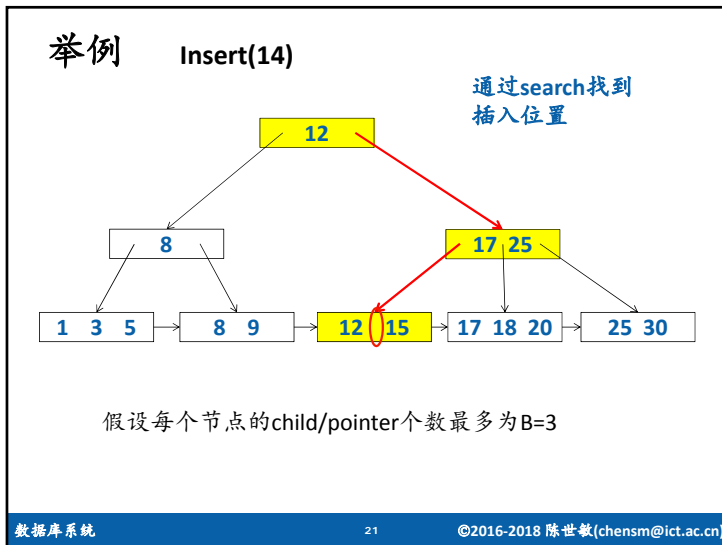 举例 Insert(14)
通过search找到
插入位置
12
8
17 25
1 3 5
8 9
12 15
17 18 20
25 30
假设每个节点的child/pointer个数最多为B=3
数据库系统
21
©2016-2018 陈世敏(chensm@ict.ac.cn)